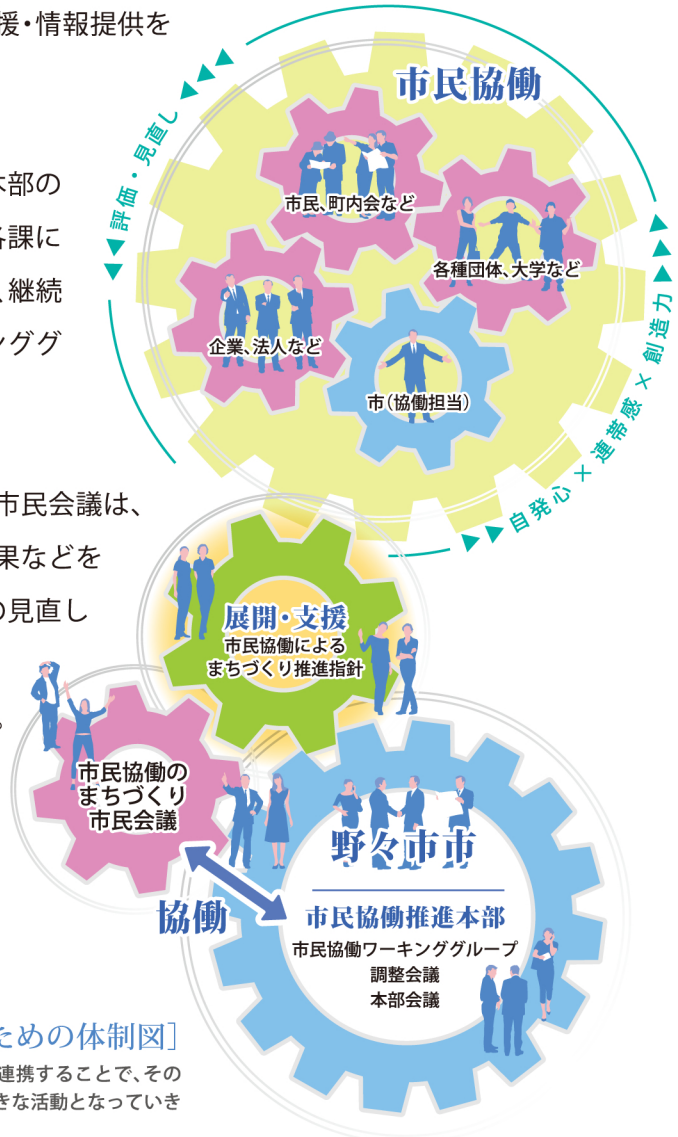 援・情報提供を
市民協働
評価・見直し
本部の
市民、町内会など
各課に
各種団体、大学など
、継続
企業、法人など
ンググ
市（協働担当）
自発心 × 連帯感 × 創造力
市民会議は、
果などを
の見直し
展開・支援
市民協働による
まちづくり推進指針
。
市民協働の
まちづくり
市民会議
野々市市
協働
市民協働推進本部
市民協働ワーキンググループ
調整会議
本部会議
ための体制図］
連携することで、その
きな活動となっていき